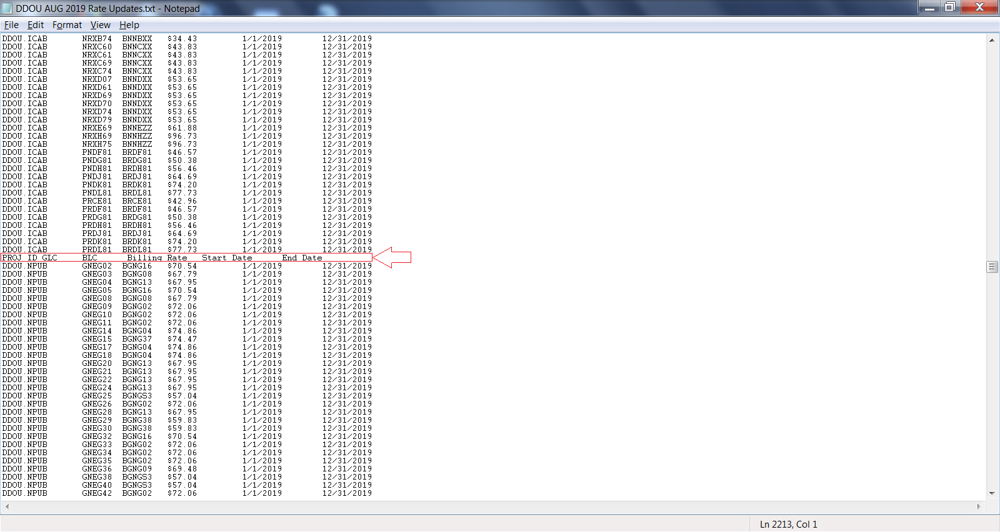 DDOU AUG 2019 Rate Updates.txt - Notepad
File Edit Format View Help
DDOU.ICAB NRXB74 BNNBXX $34.43 1/1/2019 12/31/2019
DDOU.ICAB NRXC60 BNNCXX $43.83 1/1/2019 12/31/2019
DDOU.ICAB NRXC61 BNNCXX $43.83 1/1/2019 12/31/2019
DDOU.ICAB NRXC69 BNNCXX $43.83 1/1/2019 12/31/2019
DDOU.ICAB NRXC74 BNNCXX $43.83 1/1/2019 12/31/2019
DDOU.ICAB NRXD07 BNNDXX $53.65 1/1/2019 12/31/2019
DDOU.ICAB NRXD61 BNNDXX $53.65 1/1/2019 12/31/2019
DDOU.ICAB NRXD69 BNNDXX $53.65 1/1/2019 12/31/2019
DDOU.ICAB NRXD70 BNNDXX $53.65 1/1/2019 12/31/2019
DDOU.ICAB NRXD74 BNNDXX $53.65 1/1/2019 12/31/2019
DDOU.ICAB NRXD79 BNNDXX $53.65 1/1/2019 12/31/2019
DDOU.ICAB NRXE69 BNNEZZ $61.88 1/1/2019 12/31/2019
DDOU.ICAB NRXH69 BNNHZZ $96.73 1/1/2019 12/31/2019
DDOU.ICAB NRXH75 BNNHZZ $96.73 1/1/2019 12/31/2019
DDOU.ICAB PNDF81 BRDF81 $46.57 1/1/2019 12/31/2019
DDOU.ICAB PNDG81 BRDG81 $50.38 1/1/2019 12/31/2019
DDOU.ICAB PNDH81 BRDH81 $56.46 1/1/2019 12/31/2019
DDOU.ICAB PNDJ81 BRDJ81 $64.69 1/1/2019 12/31/2019
DDOU.ICAB PNDK81 BRDK81 $74.20 1/1/2019 12/31/2019
DDOU.ICAB PNDL81 BRDL81 $77.73 1/1/2019 12/31/2019
DDOU.ICAB PRCE81 BRCE81 $42.96 1/1/2019 12/31/2019
DDOU.ICAB PRDF81 BRDF81 $46.57 1/1/2019 12/31/2019
DDOU.ICAB PRDG81 BRDG81 $50.38 1/1/2019 12/31/2019
DDOU.ICAB PRDH81 BRDH81 $56.46 1/1/2019 12/31/2019
DDOU.ICAB PRDJ81 BRDJ81 $64.69 1/1/2019 12/31/2019
DDOU.ICAB PRDK81 BRDK81 $74.20 1/1/2019 12/31/2019
DDOU.ICAB PRDL81 BRDL81 $77.73 1/1/2019 12/31/2019
PROJ ID GLC BLC Billing Rate Start Date End Date
DDOU.NPUB GNEG02 BGNG16 $70.54 1/1/2019 12/31/2019
DDOU.NPUB GNEG03 BGNG08 $67.79 1/1/2019 12/31/2019
DDOU.NPUB GNEG04 BGNG13 $67.95 1/1/2019 12/31/2019
DDOU.NPUB GNEG05 BGNG16 $70.54 1/1/2019 12/31/2019
DDOU.NPUB GNEG08 BGNG08 $67.79 1/1/2019 12/31/2019
DDOU.NPUB GNEG09 BGNG02 $72.06 1/1/2019 12/31/2019
DDOU.NPUB GNEG10 BGNG02 $72.06 1/1/2019 12/31/2019
DDOU.NPUB GNEG11 BGNG02 $72.06 1/1/2019 12/31/2019
DDOU.NPUB GNEG14 BGNG04 $74.86 1/1/2019 12/31/2019
DDOU.NPUB GNEG15 BGNG37 $74.47 1/1/2019 12/31/2019
DDOU.NPUB GNEG17 BGNG04 $74.86 1/1/2019 12/31/2019
DDOU.NPUB GNEG18 BGNG04 $74.86 1/1/2019 12/31/2019
DDOU.NPUB GNEG20 BGNG13 $67.95 1/1/2019 12/31/2019
DDOU.NPUB GNEG21 BGNG13 $67.95 1/1/2019 12/31/2019
DDOU.NPUB GNEG22 BGNG13 $67.95 1/1/2019 12/31/2019
DDOU.NPUB GNEG24 BGNG13 $67.95 1/1/2019 12/31/2019
DDOU.NPUB GNEG25 BGNGS3 $57.04 1/1/2019 12/31/2019
DDOU.NPUB GNEG26 BGNG02 $72.06 1/1/2019 12/31/2019
DDOU.NPUB GNEG28 BGNG13 $67.95 1/1/2019 12/31/2019
DDOU.NPUB GNEG29 BGNG38 $59.83 1/1/2019 12/31/2019
DDOU.NPUB GNEG30 BGNG38 $59.83 1/1/2019 12/31/2019
DDOU.NPUB GNEG32 BGNG16 $70.54 1/1/2019 12/31/2019
DDOU.NPUB GNEG33 BGNG02 $72.06 1/1/2019 12/31/2019
DDOU.NPUB GNEG34 BGNG02 $72.06 1/1/2019 12/31/2019
DDOU.NPUB GNEG35 BGNG02 $72.06 1/1/2019 12/31/2019
DDOU.NPUB GNEG36 BGNG09 $69.48 1/1/2019 12/31/2019
DDOU.NPUB GNEG38 BGNGS3 $57.04 1/1/2019 12/31/2019
DDOU.NPUB GNEG40 BGNGS3 $57.04 1/1/2019 12/31/2019
DDOU.NPUB GNEG42 BGNG02 $72.06 1/1/2019 12/31/2019
Ln 2213, Col 1